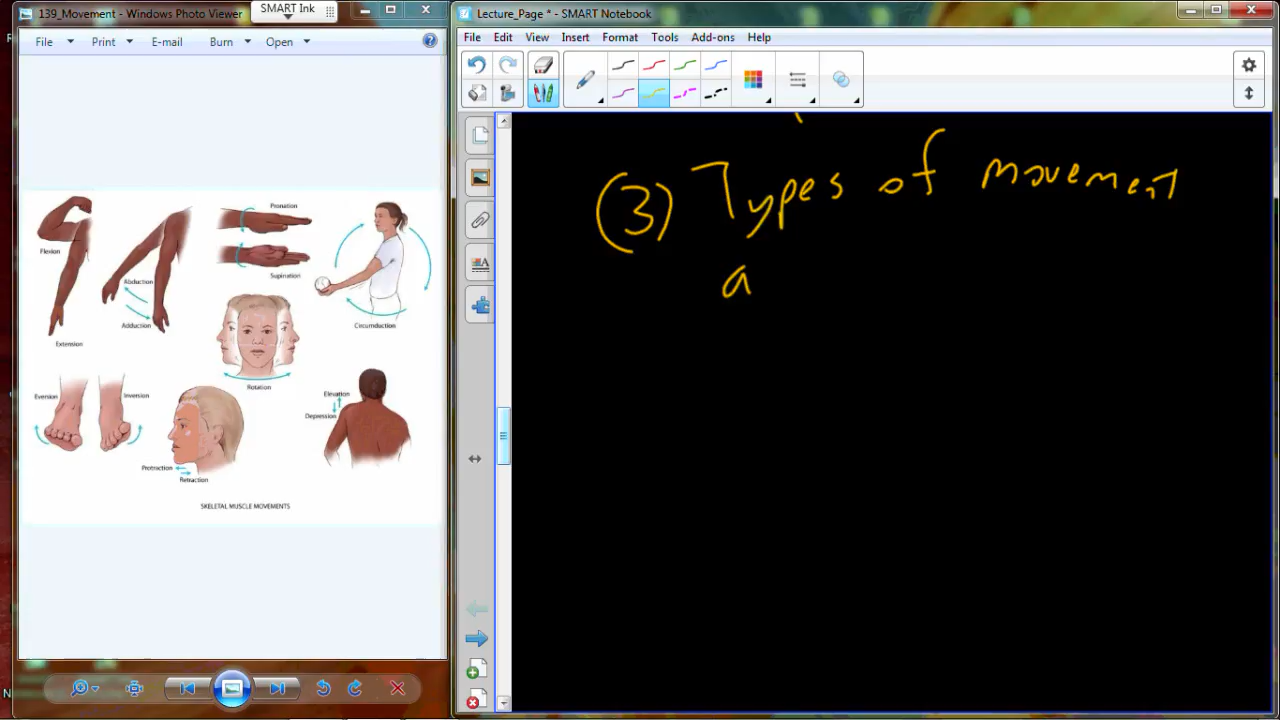 139_Movement - Windows Photo Viewer
SMART Ink
File Print E-mail Burn Open
Flexion
Extension
Abduction
Adduction
Pronation
Supination
Circumduction
Rotation
Eversion
Inversion
Protraction
Retraction
Elevation
Depression
SKELETAL MUSCLE MOVEMENTS
Lecture_Page * - SMART Notebook
File Edit View Insert Format Tools Add-ons Help
(3) Types of movement
a